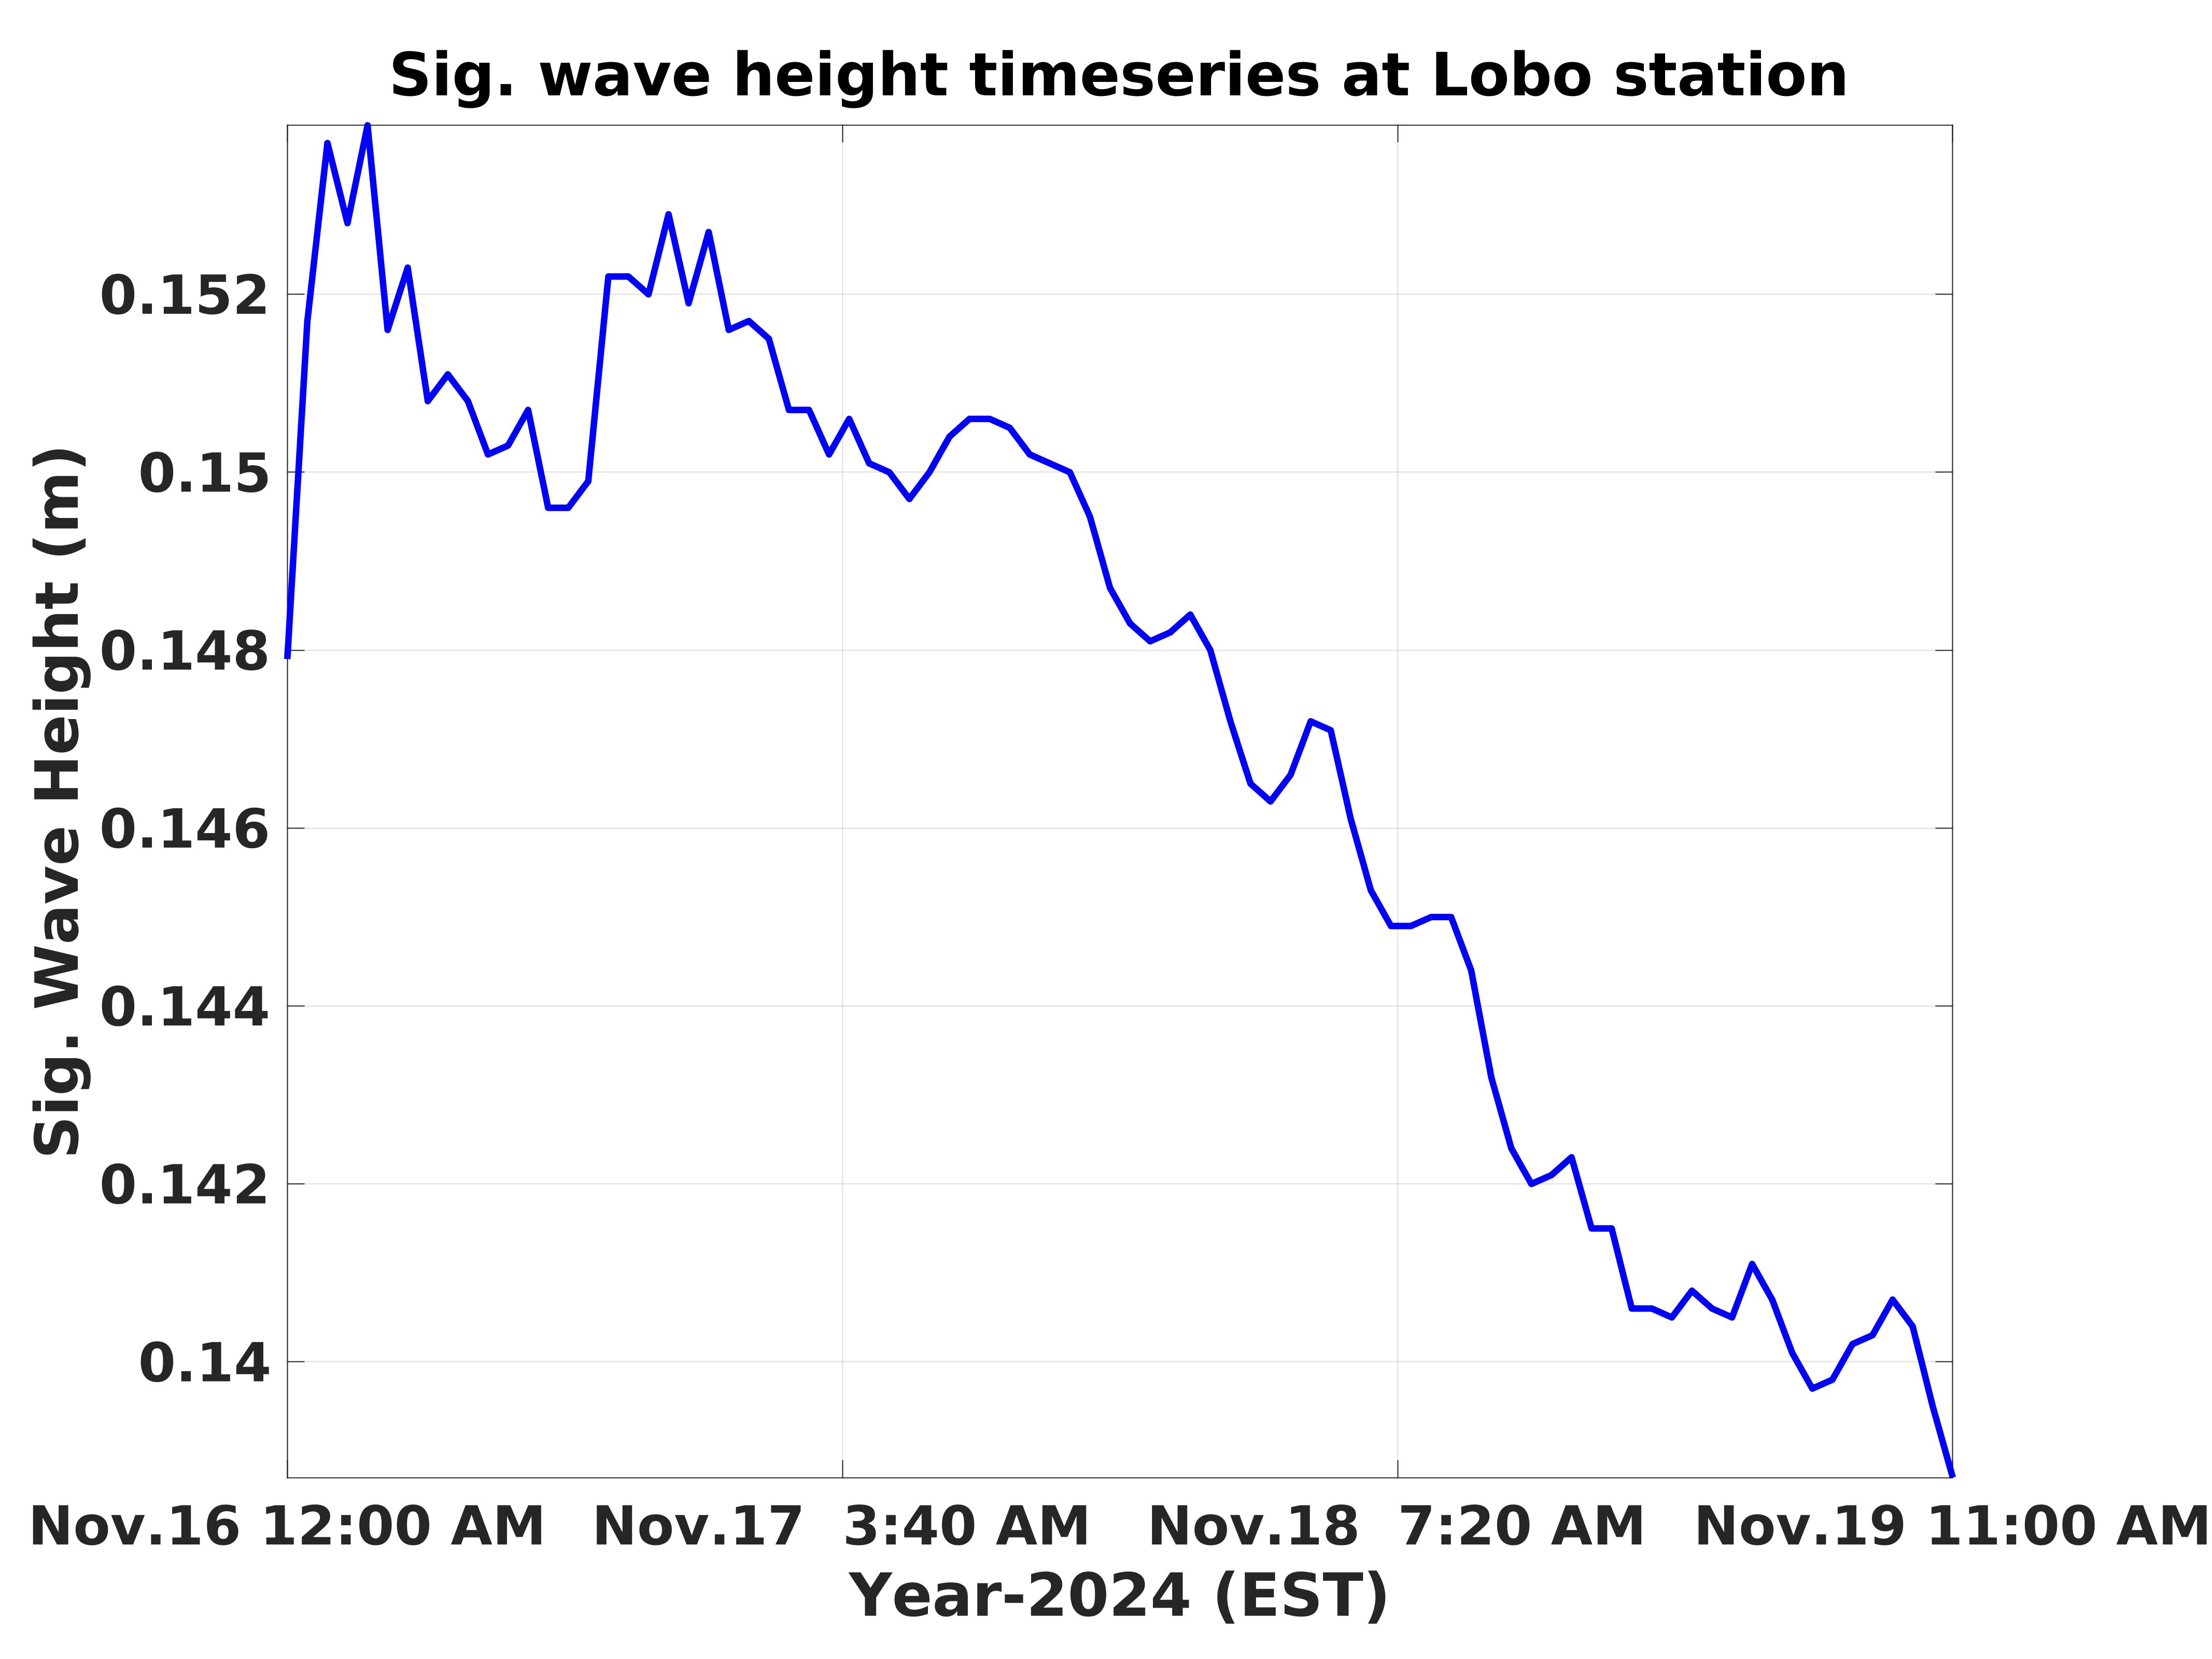 Sig. wave height timeseries at Lobo station
Sig. Wave Height (m)
0.152
0.15
0.148
0.146
0.144
0.142
0.14
Nov.16 12:00 AM
Nov.17 3:40 AM
Nov.18 7:20 AM
Nov.19 11:00 AM
Year-2024 (EST)